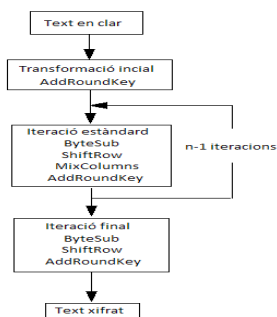 Text en clar
Transformació incial
AddRoundKey
Iteració estàndard
ByteSub
ShiftRow
MixColumns
AddRoundKey
n-1 iteracions
Iteració final
ByteSub
ShiftRow
AddRoundKey
Text xifrat